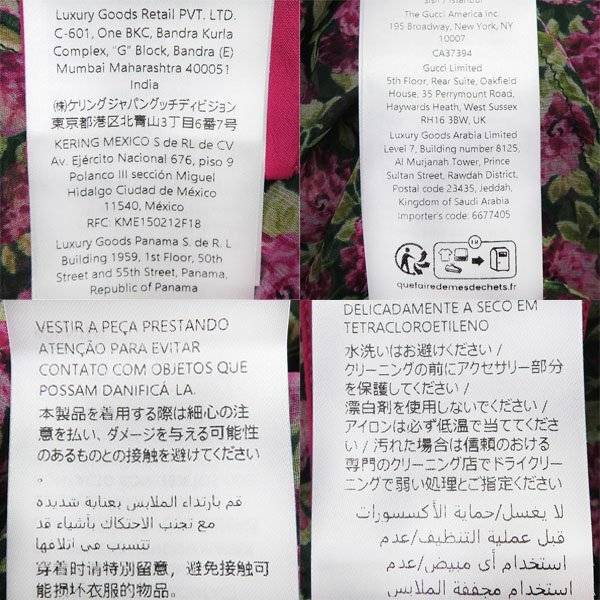 Luxury Goods Retail PVT. LTD.
C-601, One BKC, Bandra Kurla
Complex, "G" Block, Bandra (E)
Mumbai Maharashtra 400051
India
㈱ケリングジャパングッチディビジョン
東京都港区北青山3丁目6番7号
KERING MEXICO S de RL de CV
Av. Ejército Nacional 676, piso 9
Polanco III sección Miguel
Hidalgo Ciudad de México
11540, México
RFC: KME150212F18
Luxury Goods Panama S. de R. L
Building 1959, 1st Floor, 50th
Street and 55th Street, Panama,
Republic of Panama
The Gucci America Inc.
195 Broadway, New York, NY
10007
CA37394
Gucci Limited
5th Floor, Rear Suite, Oakfield
House, 35 Perrymount Road,
Haywards Heath, West Sussex
RH16 3BW, UK
Luxury Goods Arabia Limited
Level 7, Building number 8125,
Al Murjanah Tower, Prince
Sultan Street, Rawdah District,
Postal code 23435, Jeddah,
Kingdom of Saudi Arabia
Importer's code: 6677405
FR
quefairedemesdechets.fr
VESTIR A PEÇA PRESTANDO
ATENÇÃO PARA EVITAR
CONTATO COM OBJETOS QUE
POSSAM DANIFICÁ LA.
本製品を着用する際は細心の注
意を払い、ダメージを与える可能性
のあるものとの接触を避けてください
。
قم بارتداء الملابس بعناية شديدة
مع تجنب الاحتكاك بأشياء قد
تتسبب في اتلافها
穿着时请特别留意，避免接触可
能损坏衣服的物品。
DELICADAMENTE A SECO EM
TETRACLOROETILENO
水洗いはお避けください /
クリーニングの前にアクセサリー部分
を保護してください /
漂白剤を使用しないでください /
アイロンは必ず低温で当ててくださ
い / 汚れた場合は信頼のおける
専門のクリーニング店でドライクリー
ニングで弱い処理とご指定ください
لا يغسل/حماية الأكسسورات
قبل عملية التنظيف/عدم
استخدام أي مبيض/عدم
استخدام مجففة الملابس